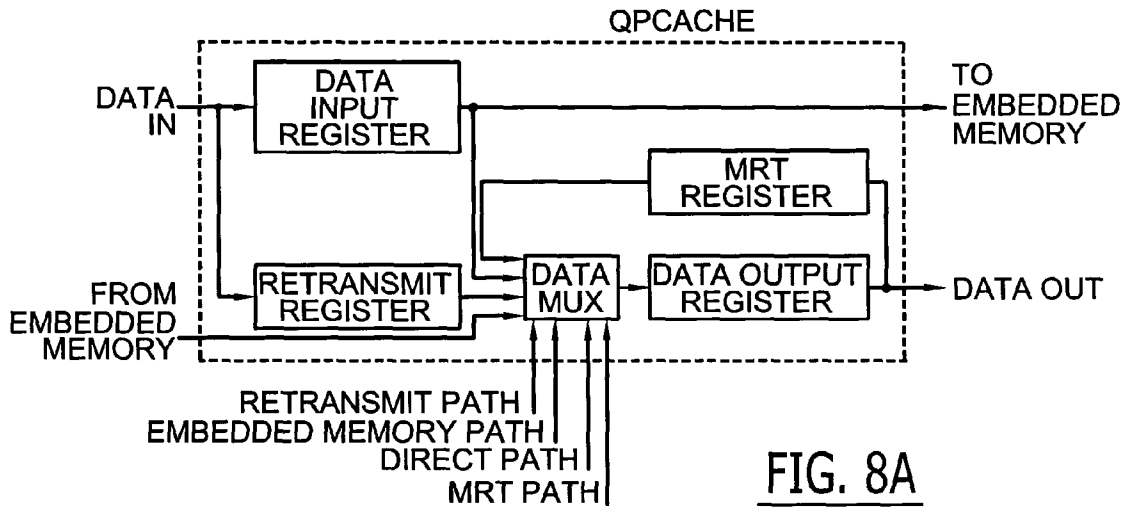 QPCACHE
DATA
IN
DATA
INPUT
REGISTER
TO
EMBEDDED
MEMORY
MRT
REGISTER
FROM
EMBEDDED
MEMORY
RETRANSMIT
REGISTER
DATA
MUX
DATA OUTPUT
REGISTER
DATA OUT
RETRANSMIT PATH
EMBEDDED MEMORY PATH
DIRECT PATH
MRT PATH
FIG. 8A